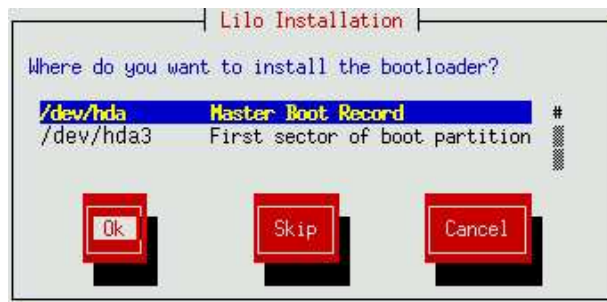 Lilo Installation
Where do you want to install the bootloader?
/dev/hda Master Boot Record #
/dev/hda3 First sector of boot partition
Ok Skip Cancel